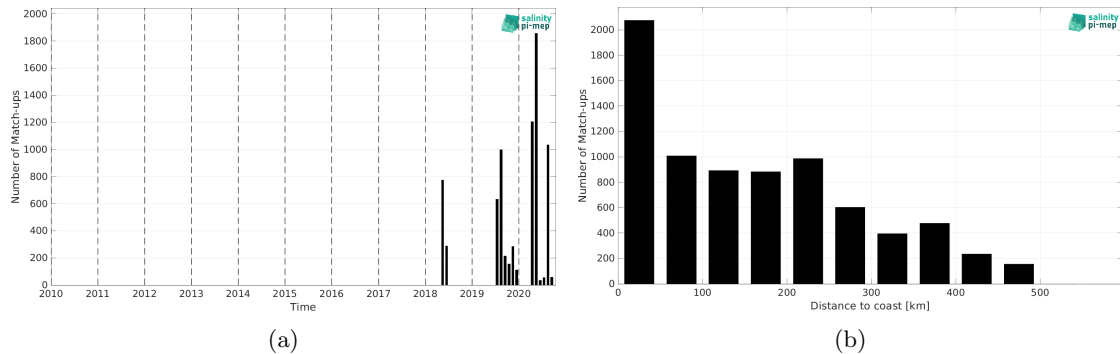 2000
1800
1600
1400
1200
1000
800
600
400
200
0
Number of Match-ups
2010 2011 2012 2013 2014 2015 2016 2017 2018 2019 2020
Time
salinity
pi-mep
(a)
2000
1800
1600
1400
1200
1000
800
600
400
200
0
Number of Match-ups
0 100 200 300 400 500
Distance to coast [km]
salinity
pi-mep
(b)